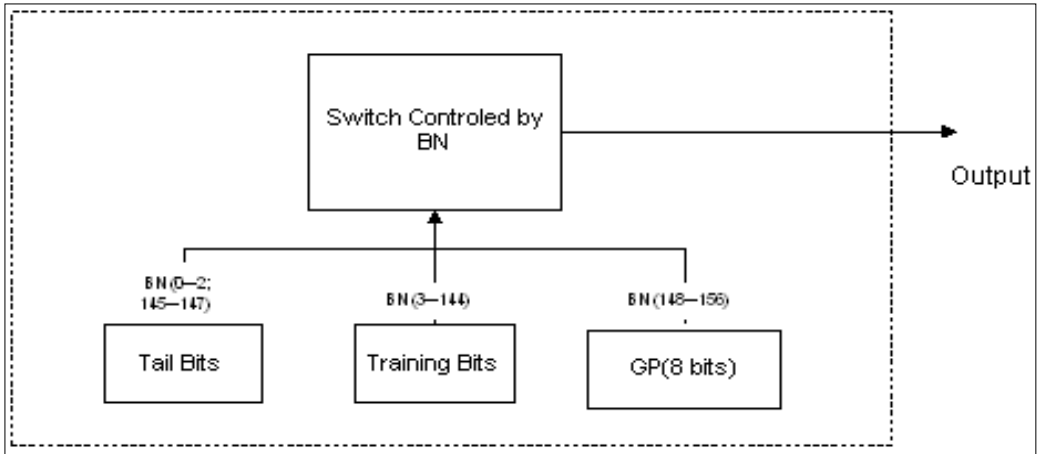 Switch Controled by
BN
Output
BN(0—2;
145—147)
BN(3—144)
BN(148—156)
Tail Bits
Training Bits
GP(8 bits)